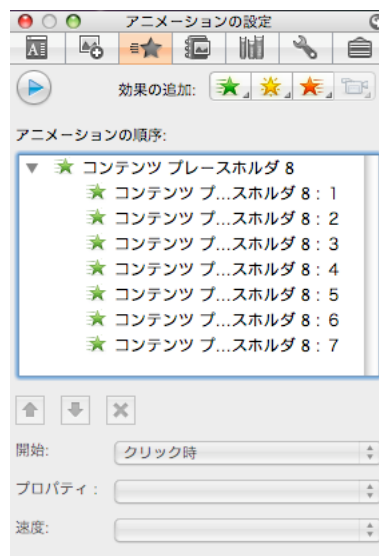 アニメーションの設定
効果の追加:
アニメーションの順序:
コンテンツ プレースホルダ 8
コンテンツ プ...スホルダ 8 : 1
コンテンツ プ...スホルダ 8 : 2
コンテンツ プ...スホルダ 8 : 3
コンテンツ プ...スホルダ 8 : 4
コンテンツ プ...スホルダ 8 : 5
コンテンツ プ...スホルダ 8 : 6
コンテンツ プ...スホルダ 8 : 7
開始: クリック時
プロパティ :
速度: